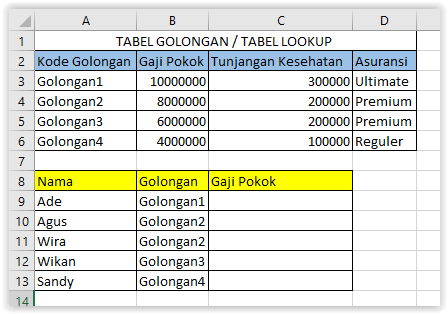 A B C D
1 TABEL GOLONGAN / TABEL LOOKUP
2 Kode Golongan Gaji Pokok Tunjangan Kesehatan Asuransi
3 Golongan1 10000000 300000 Ultimate
4 Golongan2 8000000 200000 Premium
5 Golongan3 6000000 200000 Premium
6 Golongan4 4000000 100000 Reguler
7
8 Nama Golongan Gaji Pokok
9 Ade Golongan1
10 Agus Golongan2
11 Wira Golongan2
12 Wikan Golongan3
13 Sandy Golongan4
14